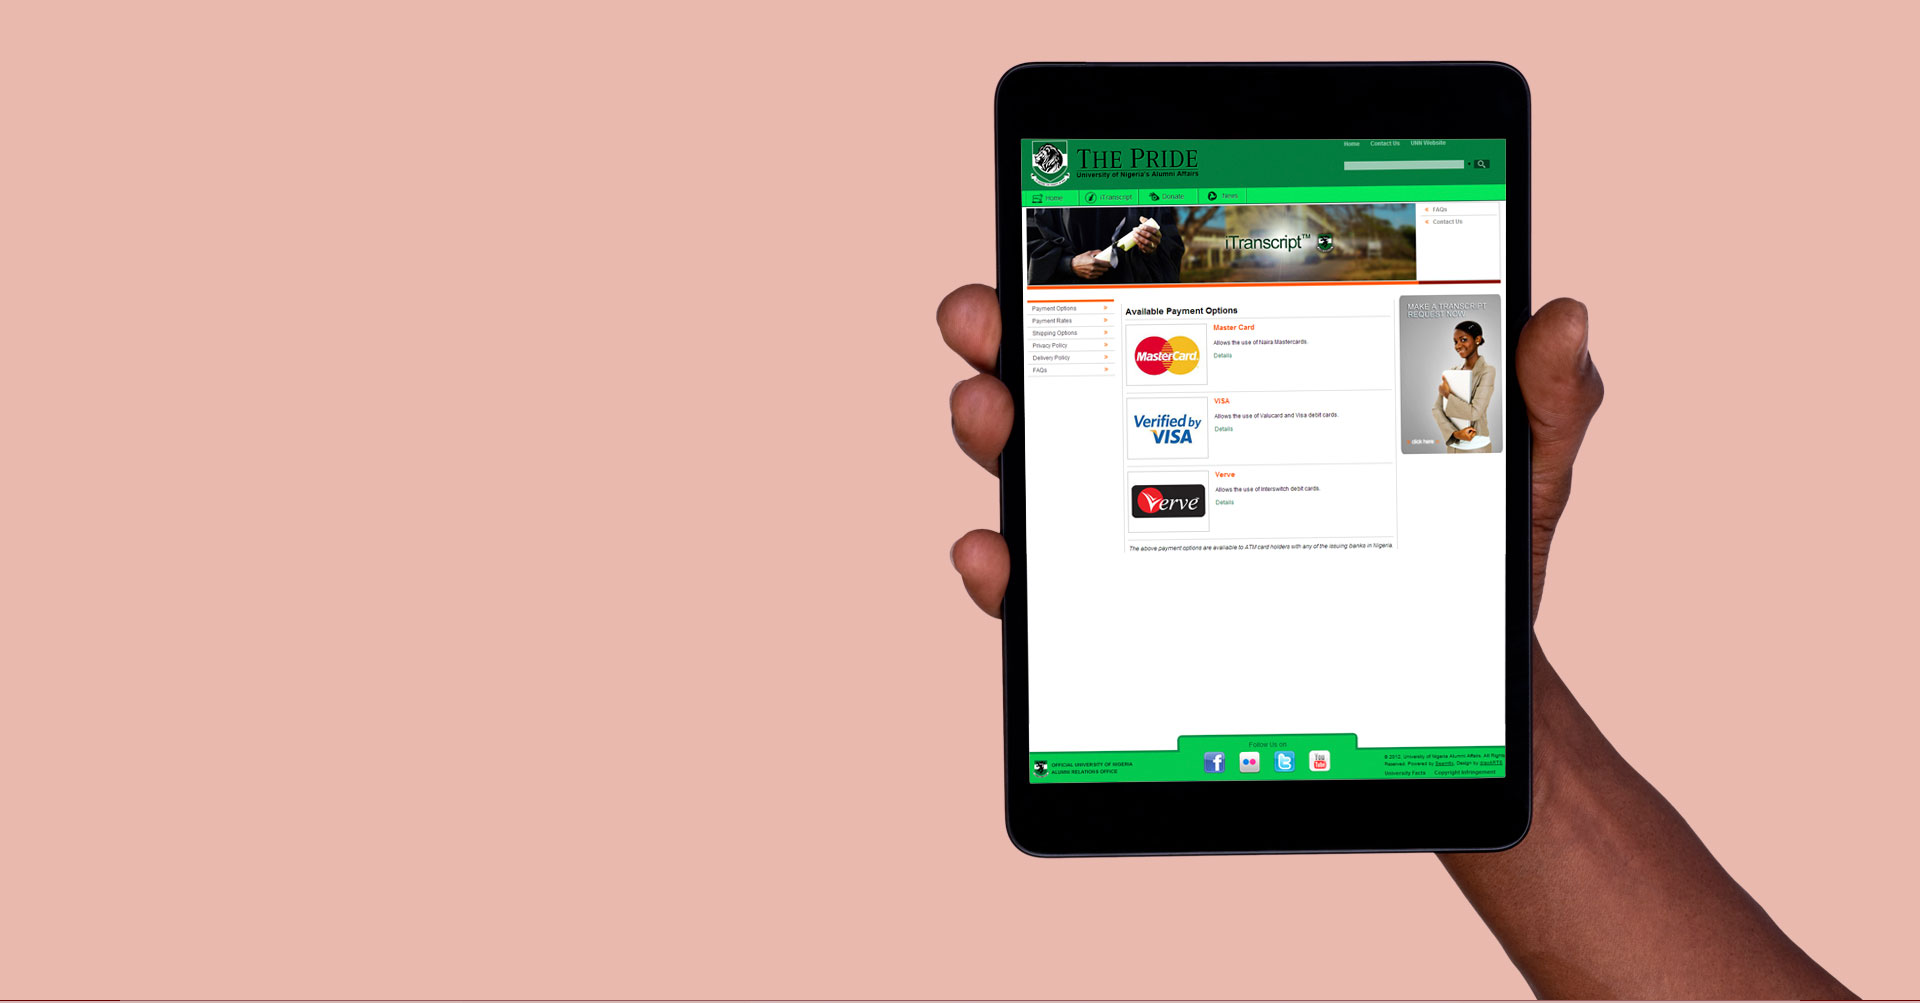 THE PRIDE
University of Nigeria's Alumni Affairs
Home Contact Us UNN Website
Home iTranscript Donate News
iTranscript™
FAQs
Contact Us
Payment Options
Payment Rates
Shipping Options
Privacy Policy
Delivery Policy
FAQs
Available Payment Options
MasterCard
Master Card
Allows the use of Naira Mastercards.
Details
Verified by
VISA
VISA
Allows the use of Valucard and Visa debit cards.
Details
Verve
Verve
Allows the use of Interswitch debit cards.
Details
The above payment options are available to ATM card holders with any of the issuing banks in Nigeria.
MAKE A TRANSCRIPT
REQUEST NOW
click here
OFFICIAL UNIVERSITY OF NIGERIA
ALUMNI RELATIONS OFFICE
Follow Us on
You
Tube
© 2012, University of Nigeria Alumni Affairs. All Rights
Reserved. Powered by Design by
University Facts Copyright Infringement